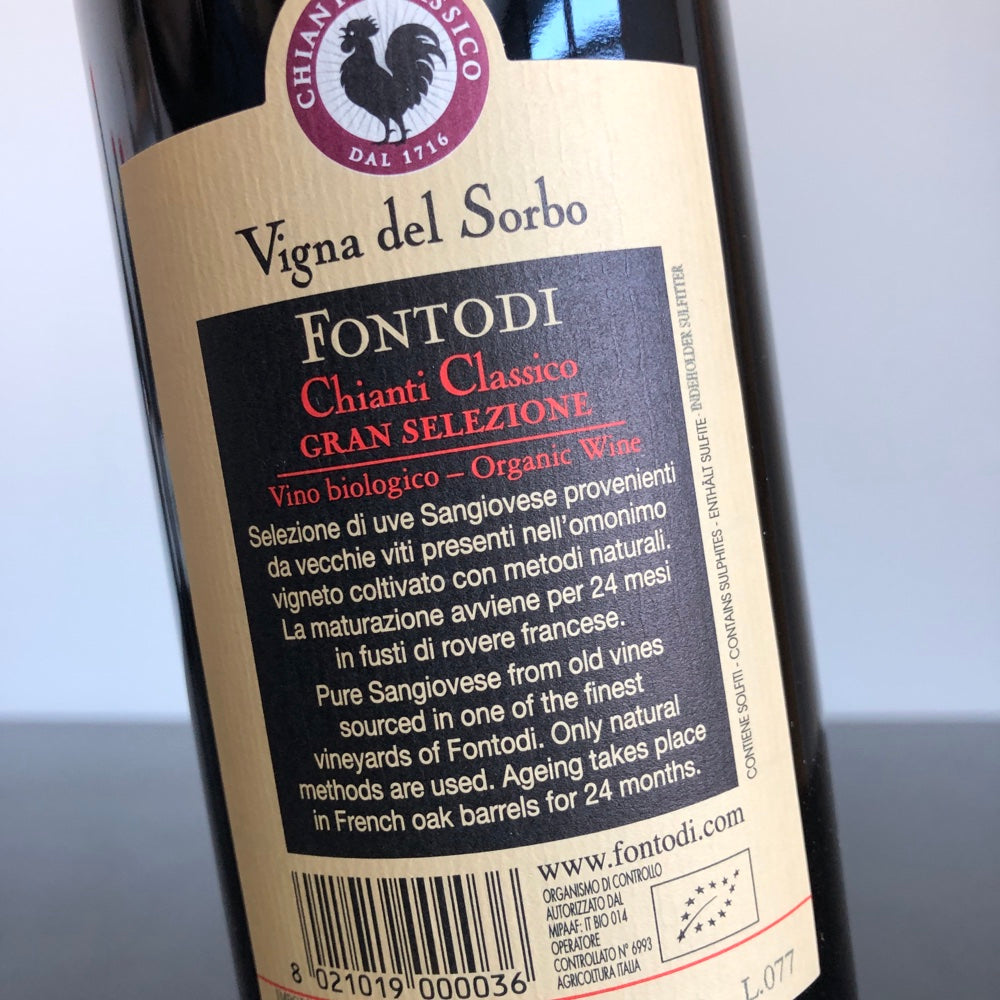 CHIANTI CLASSICO
DAL 1716
Vigna del Sorbo
FONTODI
Chianti Classico
GRAN SELEZIONE
Vino biologico – Organic Wine
Selezione di uve Sangiovese provenienti
da vecchie viti presenti nell'omonimo
vigneto coltivato con metodi naturali.
La maturazione avviene per 24 mesi
in fusti di rovere francese.
Pure Sangiovese from old vines
sourced in one of the finest
vineyards of Fontodi. Only natural
methods are used. Ageing takes place
in French oak barrels for 24 months.
CONTIENE SOLFITI - CONTAINS SULPHITES - ENTHÄLT SULFITE - INDEHOLDER SULFITTER
www.fontodi.com
ORGANISMO DI CONTROLLO
AUTORIZZATO DAL
MIPAAF: IT BIO 014
OPERATORE
CONTROLLATO N° 6993
AGRICOLTURA ITALIA
8 021019 000036
L.077